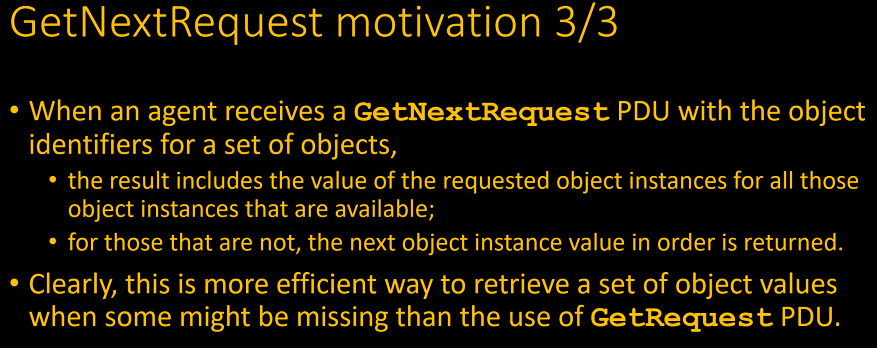 GetNextRequest motivation 3/3
• When an agent receives a GetNextRequest PDU with the object
identifiers for a set of objects,
• the result includes the value of the requested object instances for all those
object instances that are available;
• for those that are not, the next object instance value in order is returned.
• Clearly, this is more efficient way to retrieve a set of object values
when some might be missing than the use of GetRequest PDU.